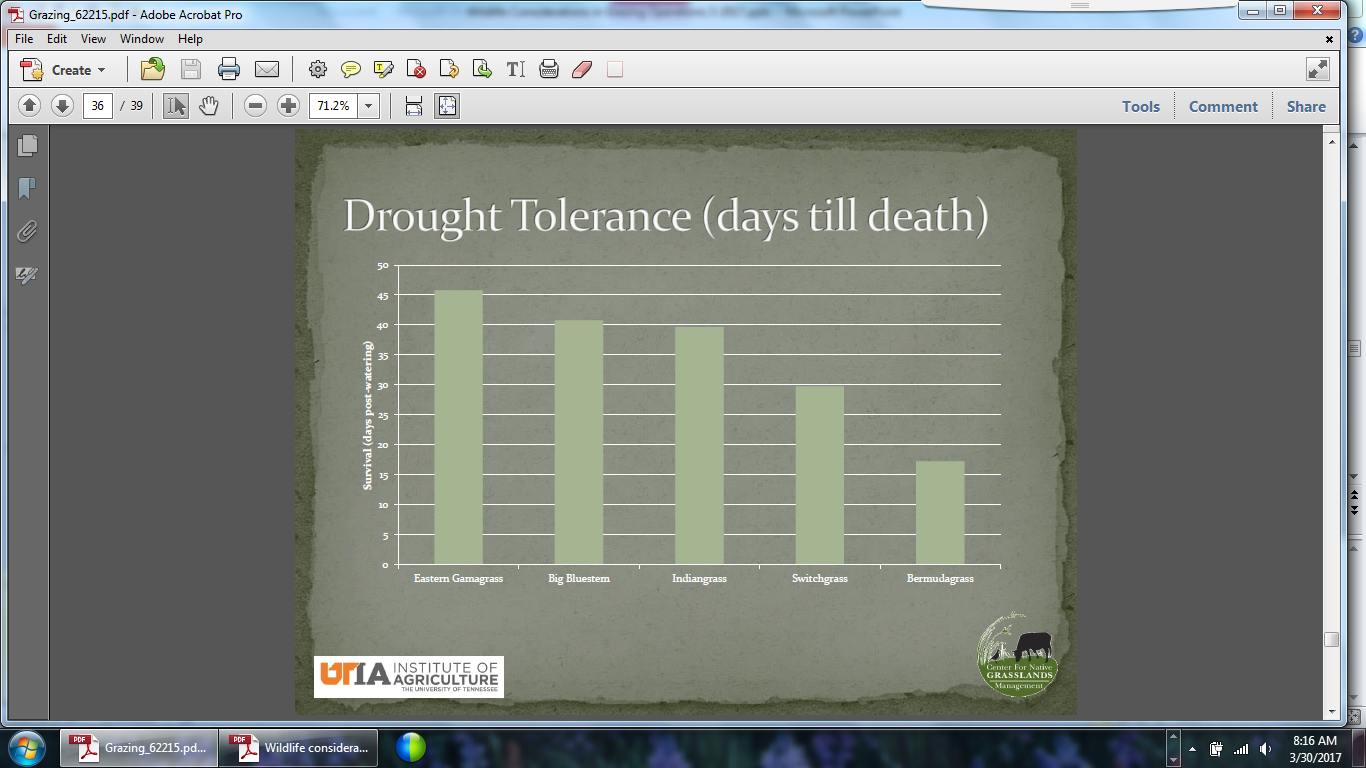 Grazing_62215.pdf - Adobe Acrobat Pro
File Edit View Window Help
Create
36 / 39
71.2%
Tools Comment Share
Drought Tolerance (days till death)
Survival (days post-watering)
50
45
40
35
30
25
20
15
10
5
0
Eastern Gamagrass Big Bluestem Indiangrass Switchgrass Bermudagrass
UTIA INSTITUTE OF
AGRICULTURE
THE UNIVERSITY OF TENNESSEE
Center For Native
GRASSLANDS
Management
PDF Grazing_62215.pd...
PDF Wildlife considera...
8:16 AM
3/30/2017